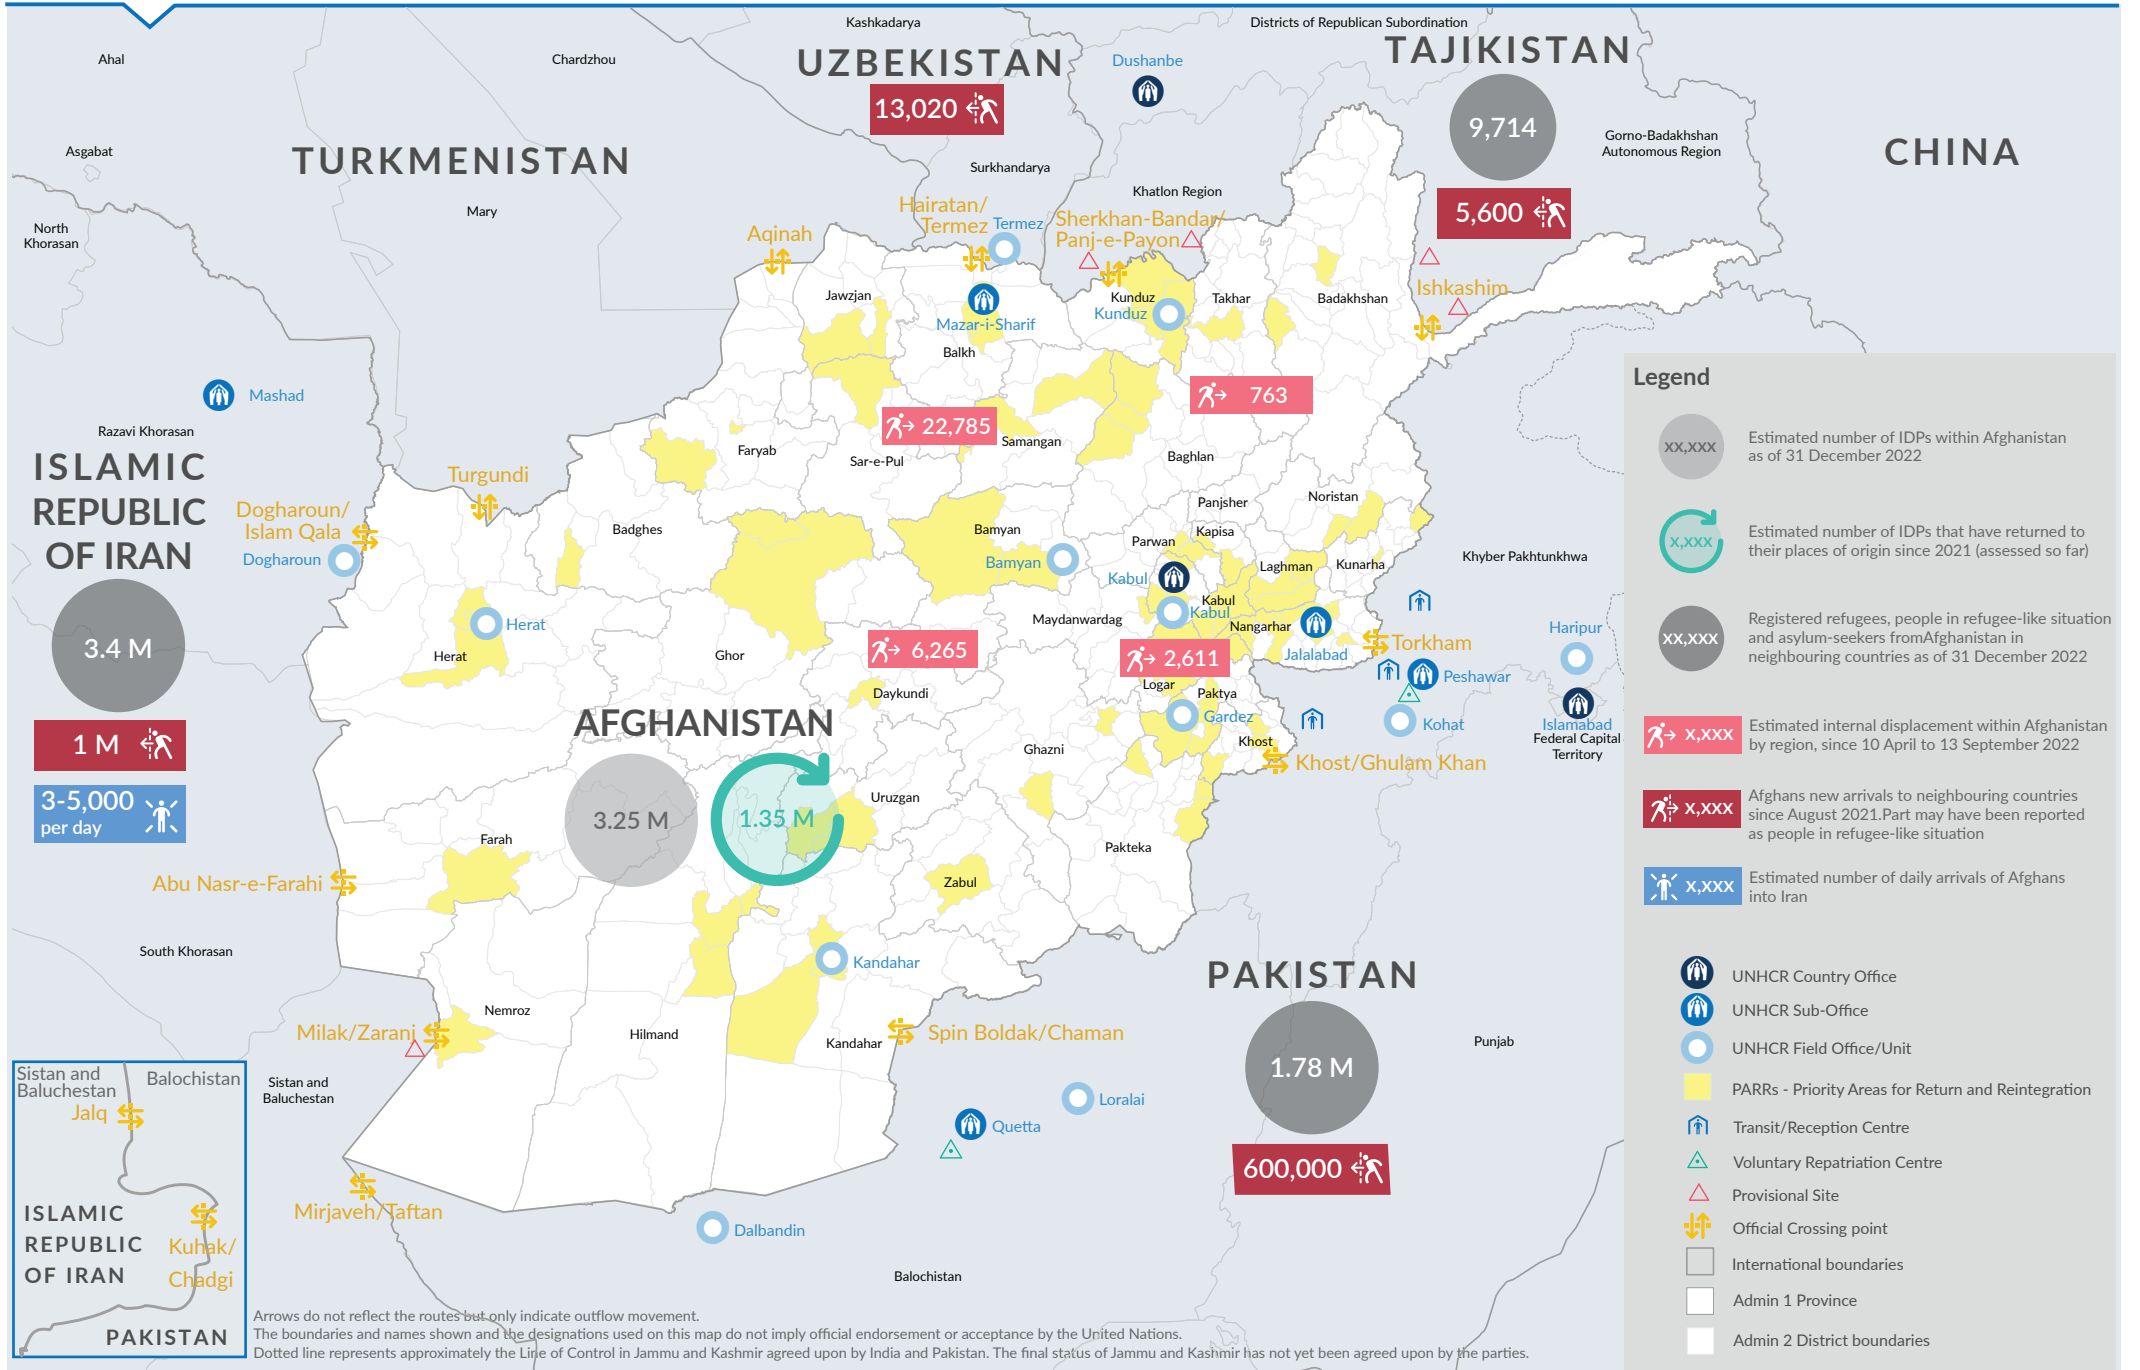 Kashkadarya
Districts of Republican Subordination
Ahal
Chardzhou
UZBEKISTAN
13,020
Dushanbe
TAJIKISTAN
9,714
5,600
Gorno-Badakhshan
Autonomous Region
CHINA
Asgabat
TURKMENISTAN
Mary
Surkhandarya
Khatlon Region
North
Khorasan
Hairatan/
Termez
Termez
Sherkhan-Bandar/
Panj-e-Payon
Aqinah
Ishkashim
Jawzjan
Kunduz
Kunduz
Takhar
Badakhshan
Mazar-i-Sharif
Balkh
Mashad
Razavi Khorasan
763
22,785
Samangan
Faryab
Sar-e-Pul
Baghlan
ISLAMIC
REPUBLIC
OF IRAN
3.4 M
1 M
3-5,000
per day
Turgundi
Dogharoun/
Islam Qala
Dogharoun
Badghes
Bamyan
Bamyan
Panjsher
Noristan
Kapisa
Parwan
Laghman
Kunarha
Khyber Pakhtunkhwa
Kabul
Kabul
Kabul
Maydanwardag
Nangarhar
Jalalabad
Torkham
Haripur
Herat
Herat
Ghor
6,265
2,611
Daykundi
Logar
Paktya
Peshawar
Gardez
Kohat
Islamabad
Federal Capital
Territory
AFGHANISTAN
3.25 M
1.35 M
Ghazni
Khost
Khost/Ghulam Khan
Uruzgan
Farah
Pakteka
Abu Nasr-e-Farahi
Zabul
South Khorasan
Kandahar
PAKISTAN
1.78 M
600,000
Nemroz
Milak/Zaranj
Hilmand
Kandahar
Spin Boldak/Chaman
Punjab
Sistan and
Baluchestan
Loralai
Quetta
Mirjaveh/Taftan
Dalbandin
Balochistan
Sistan and
Baluchestan
Balochistan
Jalq
ISLAMIC
REPUBLIC
OF IRAN
Kuhak/
Chadgi
PAKISTAN
Legend
xx,xxx
Estimated number of IDPs within Afghanistan
as of 31 December 2022
x,xxx
Estimated number of IDPs that have returned to
their places of origin since 2021 (assessed so far)
xx,xxx
Registered refugees, people in refugee-like situation
and asylum-seekers fromAfghanistan in
neighbouring countries as of 31 December 2022
x,xxx
Estimated internal displacement within Afghanistan
by region, since 10 April to 13 September 2022
x,xxx
Afghans new arrivals to neighbouring countries
since August 2021.Part may have been reported
as people in refugee-like situation
x,xxx
Estimated number of daily arrivals of Afghans
into Iran
UNHCR Country Office
UNHCR Sub-Office
UNHCR Field Office/Unit
PARRs - Priority Areas for Return and Reintegration
Transit/Reception Centre
Voluntary Repatriation Centre
Provisional Site
Official Crossing point
International boundaries
Admin 1 Province
Admin 2 District boundaries
Arrows do not reflect the routes but only indicate outflow movement.
The boundaries and names shown and the designations used on this map do not imply official endorsement or acceptance by the United Nations.
Dotted line represents approximately the Line of Control in Jammu and Kashmir agreed upon by India and Pakistan. The final status of Jammu and Kashmir has not yet been agreed upon by the parties.